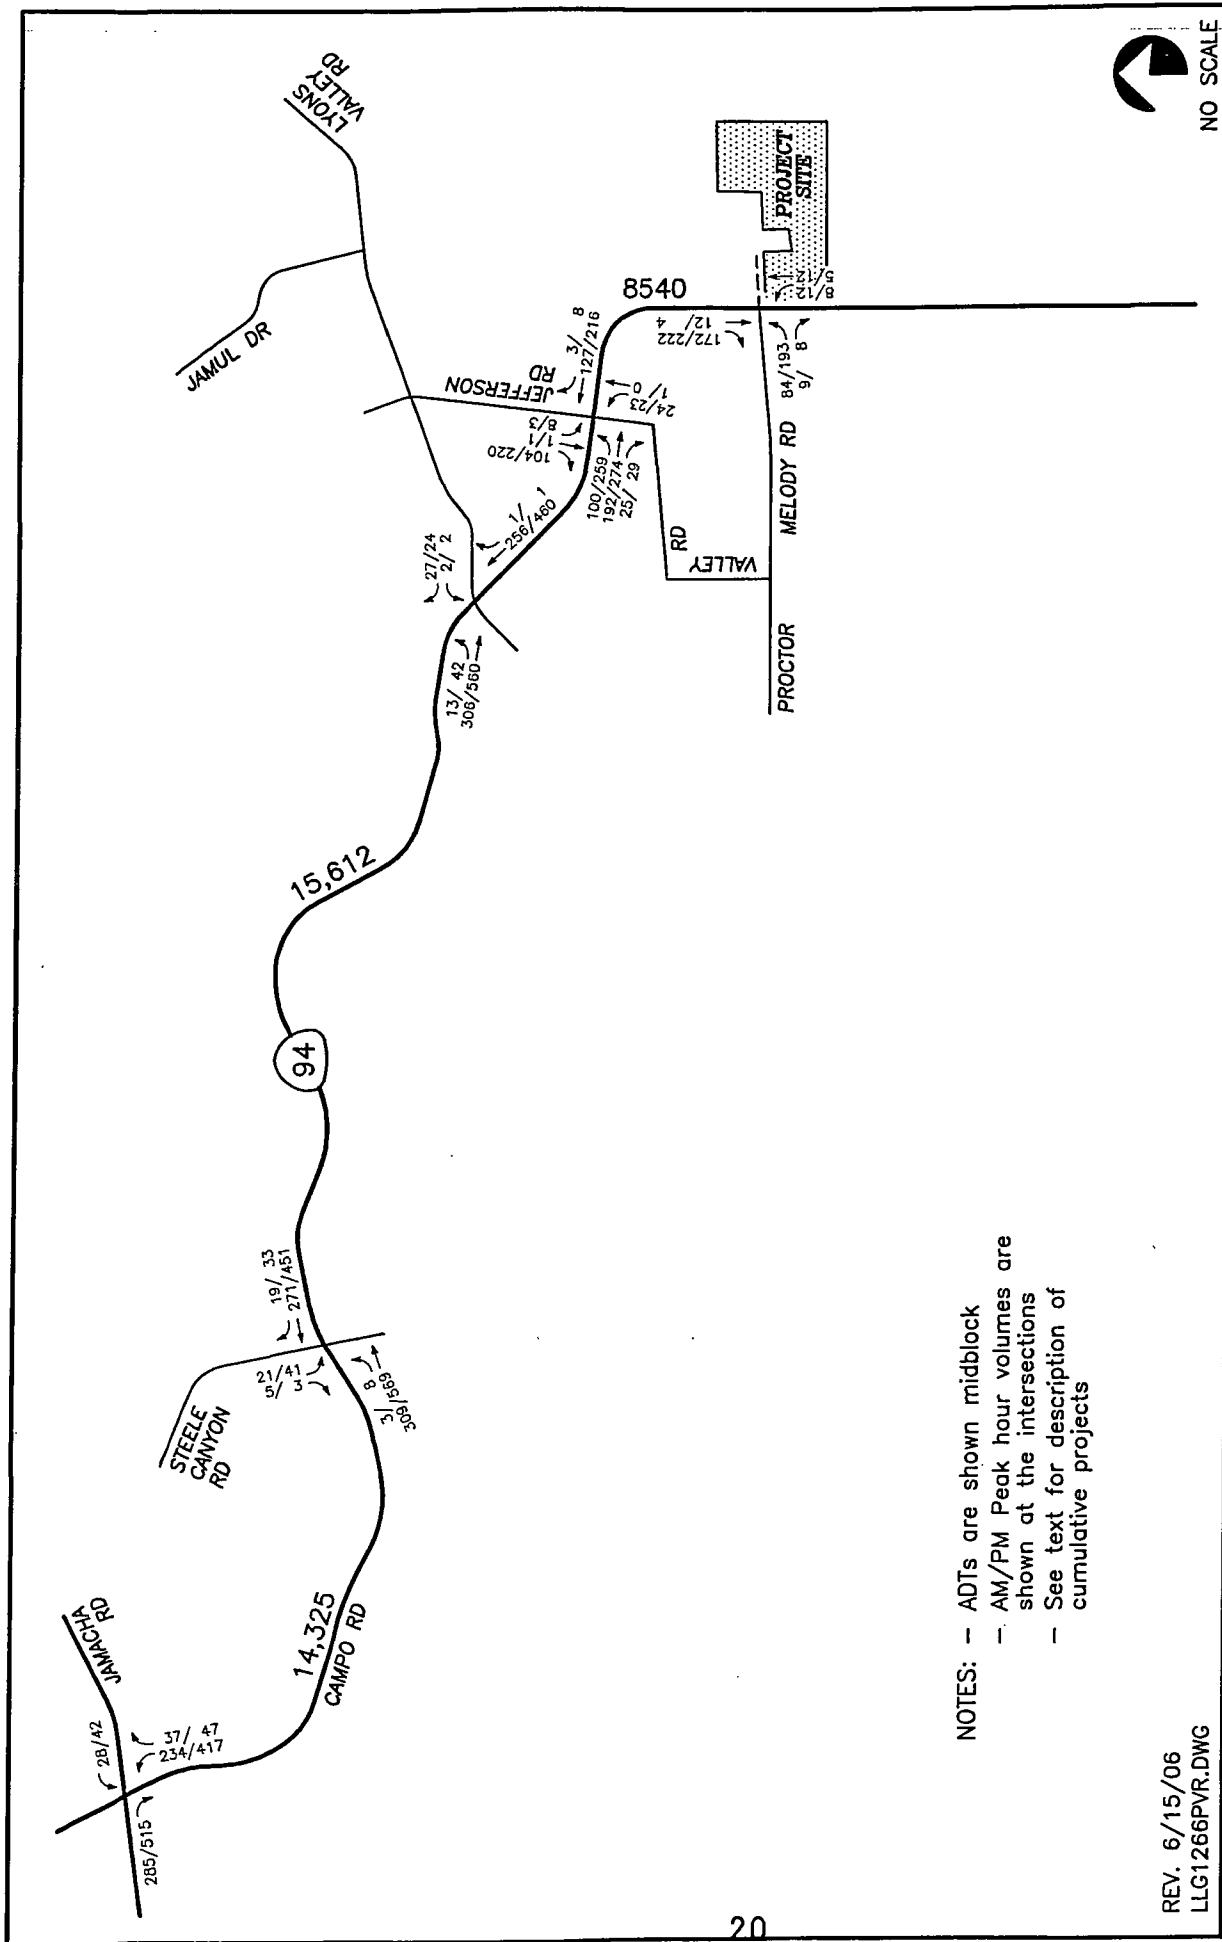 JAMACHA
RD
28/42
37/ 47
234/417
285/515
14,325
CAMPO RD
STEELE
CANYON
RD
19/ 33
271/451
21/41
5/ 3
3/ 8
309/569
94
15,612
13/ 42
306/560
27/24
2/ 2
1/ 1
256/460
LYONS
VALLEY
RD
JAMUL DR
JEFFERSON
RD
3/ 8
127/216
8/3
1/1
104/220
100/259
192/274
25/ 29
1/ 0
24/23
8540
12/ 4
172/222
84/193
9/ 8
5/12
8/12
PROJECT
SITE
VALLEY
RD
PROCTOR
MELODY RD
NO SCALE
NOTES: - ADTs are shown midblock
- AM/PM Peak hour volumes are
shown at the intersections
- See text for description of
cumulative projects
REV. 6/15/06
LLG1266PVR.DWG
20